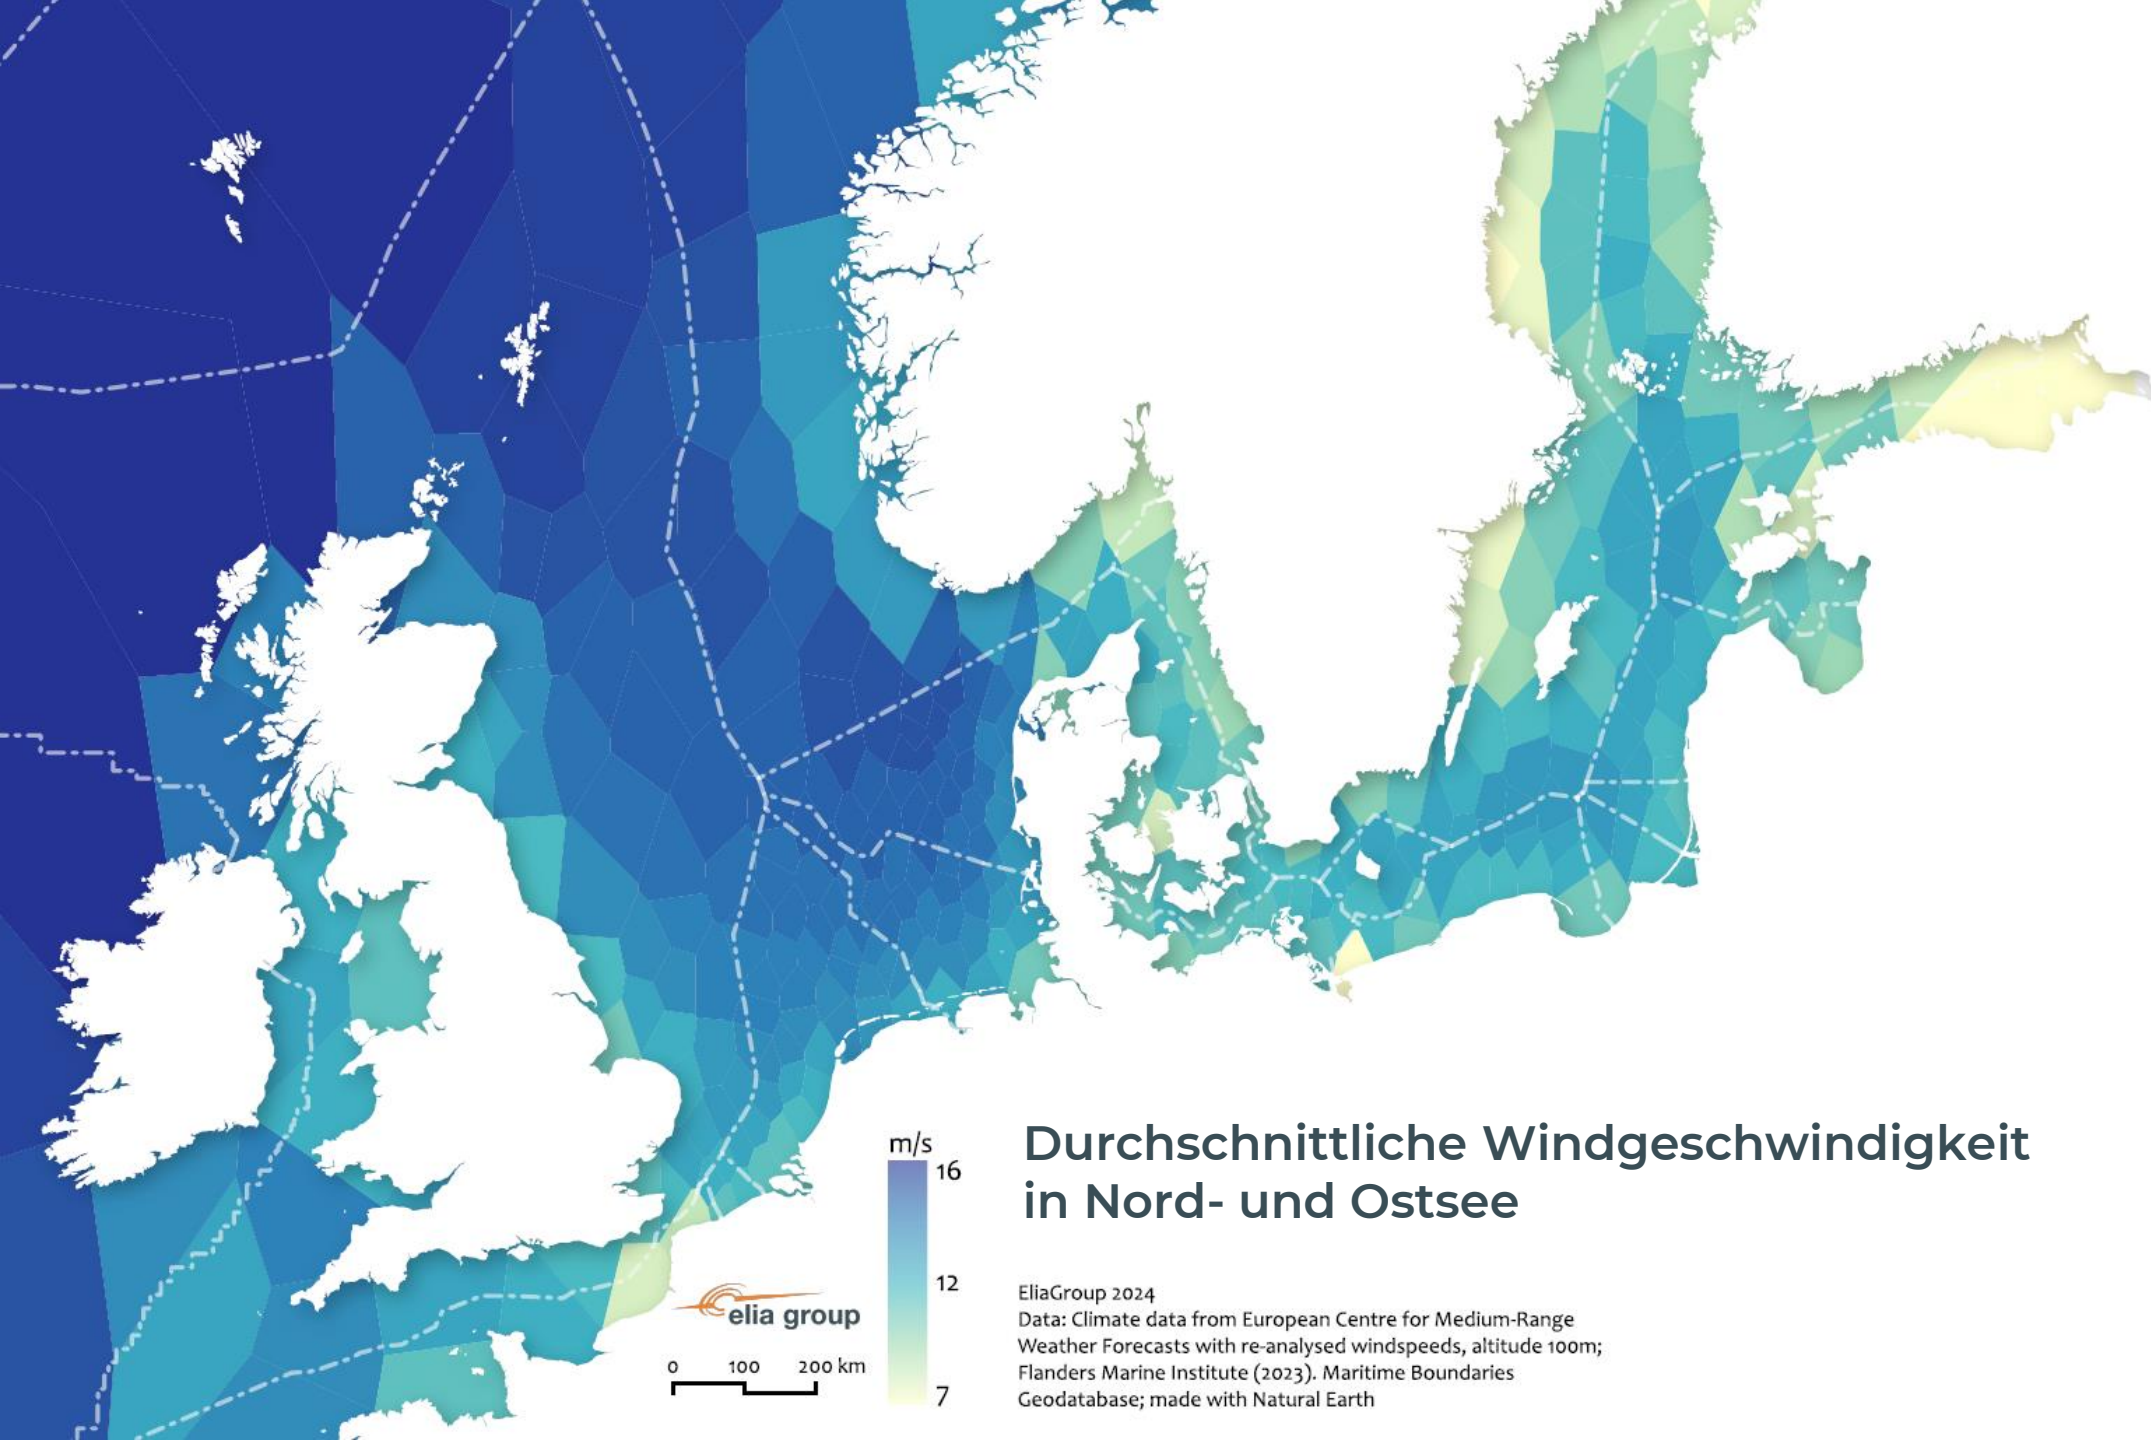 m/s
16
12
7
Durchschnittliche Windgeschwindigkeit
in Nord- und Ostsee
elia group
0 100 200 km
EliaGroup 2024
Data: Climate data from European Centre for Medium-Range
Weather Forecasts with re-analysed windspeeds, altitude 100m;
Flanders Marine Institute (2023). Maritime Boundaries
Geodatabase; made with Natural Earth